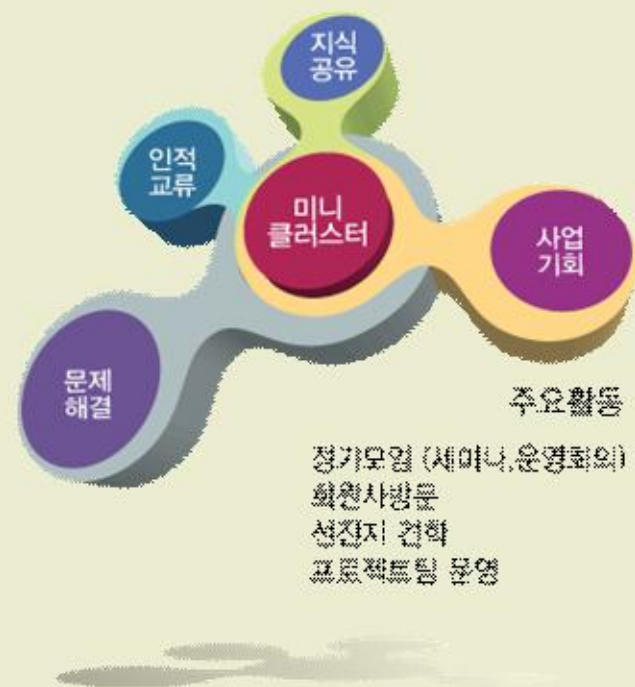 지식
공유
인적
교류
미니
클러스터
사업
기회
문제
해결
주요활동
정기모임 (세미나,운영회의)
회원사방문
선진지 견학
프로젝트팀 운영